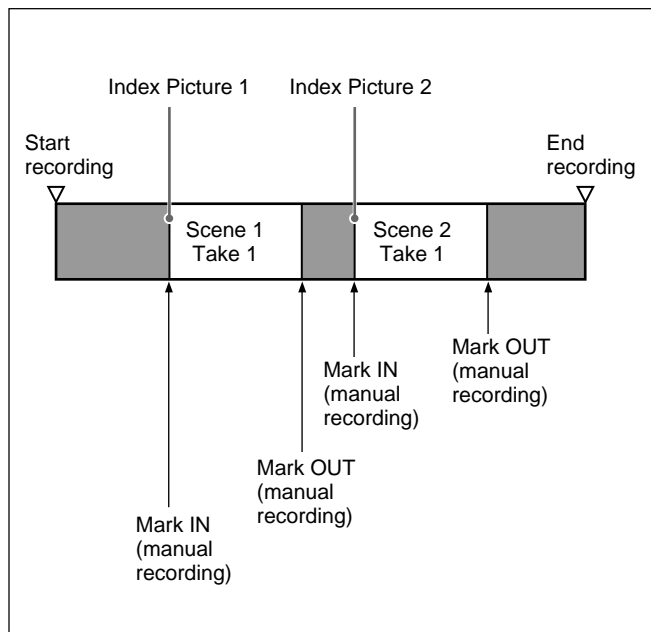 Index Picture 1
Index Picture 2
Start
recording
End
recording
Scene 1
Take 1
Scene 2
Take 1
Mark IN
(manual
recording)
Mark OUT
(manual
recording)
Mark IN
(manual
recording)
Mark OUT
(manual
recording)